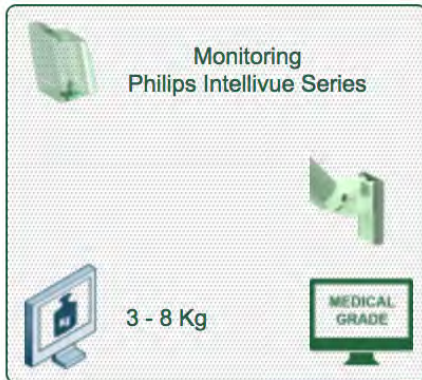 Monitoring
Philips Intellivue Series
3 - 8 Kg
MEDICAL
GRADE